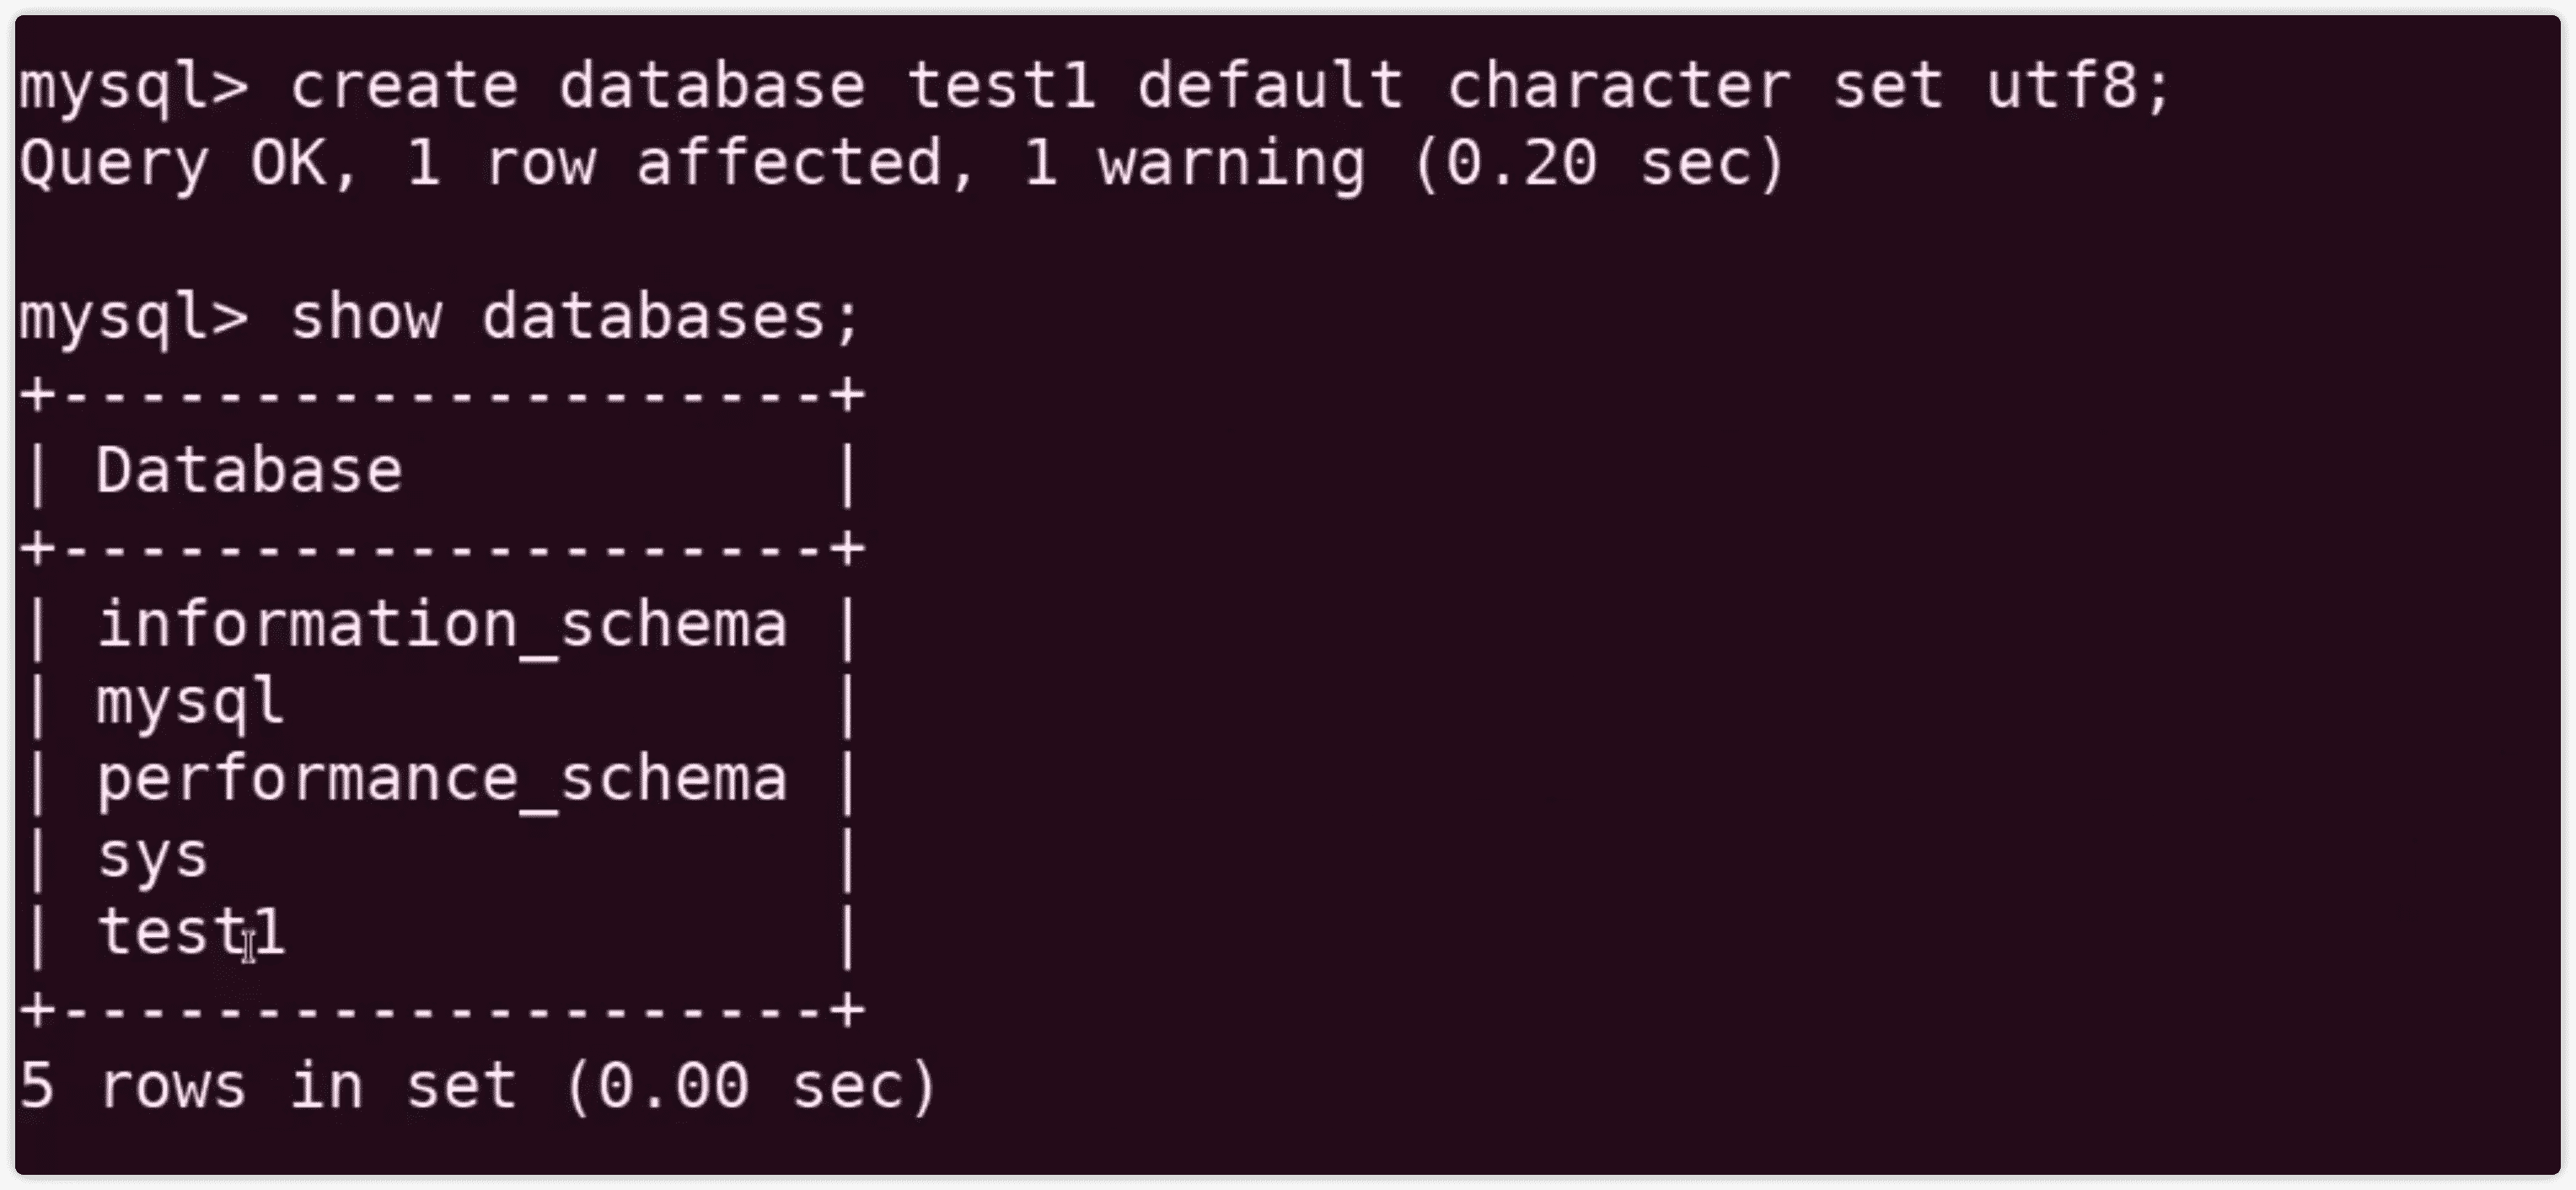 mysql> create database test1 default character set utf8;
Query OK, 1 row affected, 1 warning (0.20 sec)
mysql> show databases;
+--------------------+
| Database           |
+--------------------+
| information_schema |
| mysql              |
| performance_schema |
| sys                |
| test1              |
+--------------------+
5 rows in set (0.00 sec)